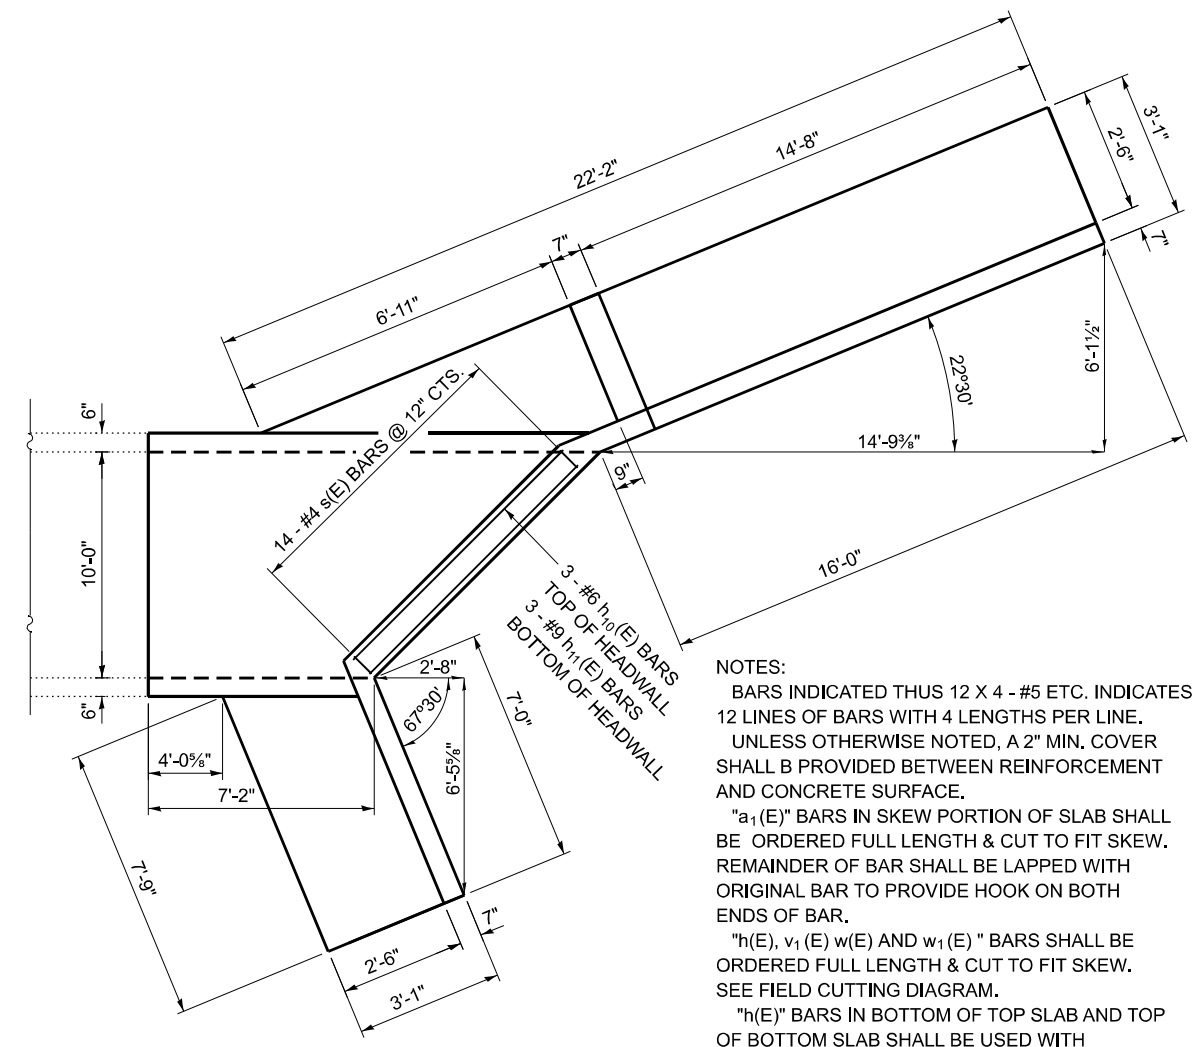 22'-2"
14'-8"
7"
6'-11"
3'-1"
2'-6"
7"
6'-1½"
22º30'
14'-9⅜"
14 - #4 s(E) BARS @ 12" CTS.
6"
10'-0"
6"
9"
16'-0"
3 - #6 h₁₀(E) BARS
TOP OF HEADWALL
3 - #9 h₁₁(E) BARS
BOTTOM OF HEADWALL
2'-8"
67º30'
7'-0"
6'-5⅝"
4'-0⅝"
7'-2"
7'-9"
7"
2'-6"
3'-1"
NOTES:
BARS INDICATED THUS 12 X 4 - #5 ETC. INDICATES
12 LINES OF BARS WITH 4 LENGTHS PER LINE.
UNLESS OTHERWISE NOTED, A 2" MIN. COVER
SHALL B PROVIDED BETWEEN REINFORCEMENT
AND CONCRETE SURFACE.
"a₁(E)" BARS IN SKEW PORTION OF SLAB SHALL
BE ORDERED FULL LENGTH & CUT TO FIT SKEW.
REMAINDER OF BAR SHALL BE LAPPED WITH
ORIGINAL BAR TO PROVIDE HOOK ON BOTH
ENDS OF BAR.
"h(E), v₁(E) w(E) AND w₁(E) " BARS SHALL BE
ORDERED FULL LENGTH & CUT TO FIT SKEW.
SEE FIELD CUTTING DIAGRAM.
"h(E)" BARS IN BOTTOM OF TOP SLAB AND TOP
OF BOTTOM SLAB SHALL BE USED WITH